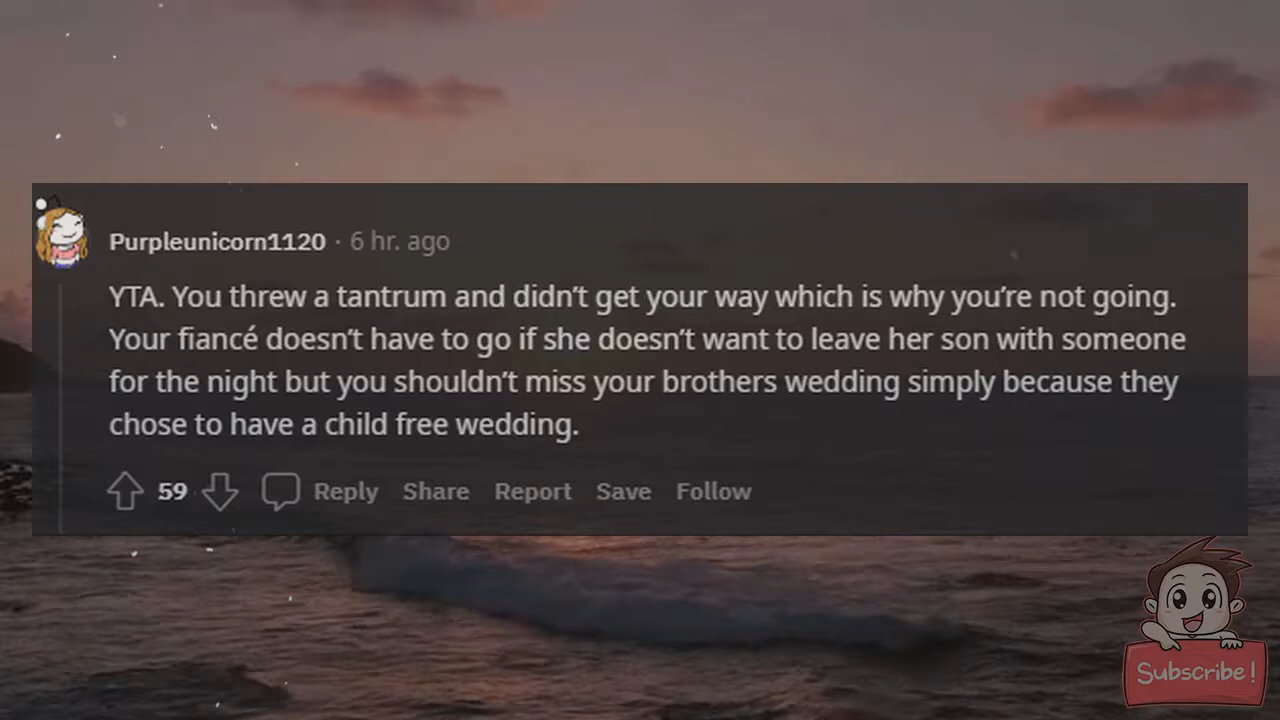 Purpleunicorn1120 · 6 hr. ago
YTA. You threw a tantrum and didn’t get your way which is why you’re not going.
Your fiancé doesn’t have to go if she doesn’t want to leave her son with someone
for the night but you shouldn’t miss your brothers wedding simply because they
chose to have a child free wedding.
59 Reply Share Report Save Follow
Subscribe!